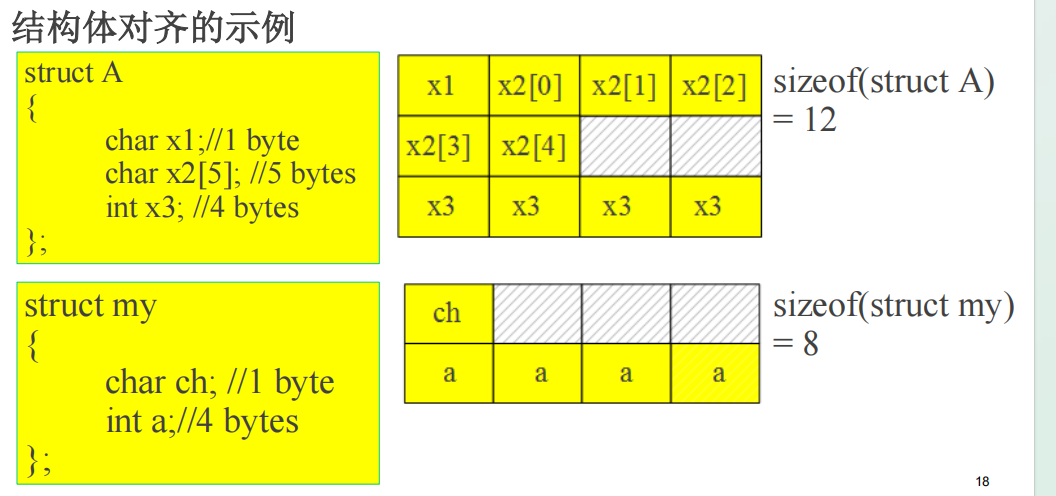 结构体对齐的示例
struct A
{
char x1;//1 byte
char x2[5]; //5 bytes
int x3; //4 bytes
};
x1 x2[0] x2[1] x2[2]
x2[3] x2[4]
x3 x3 x3 x3
sizeof(struct A)
= 12
struct my
{
char ch; //1 byte
int a;//4 bytes
};
ch
a a a a
sizeof(struct my)
= 8
18